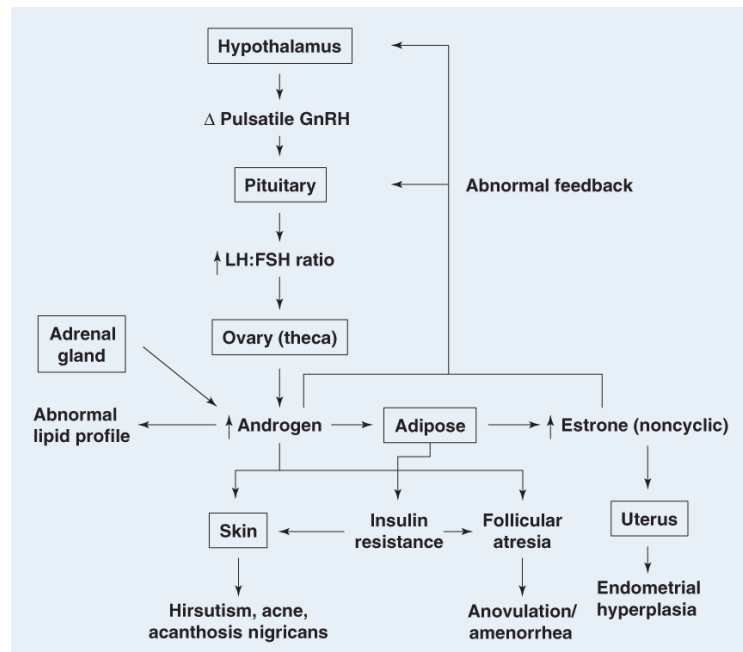 Hypothalamus
Δ Pulsatile GnRH
Pituitary
Abnormal feedback
↑ LH:FSH ratio
Adrenal
gland
Ovary (theca)
Abnormal
lipid profile
↑ Androgen
Adipose
↑ Estrone (noncyclic)
Skin
Insulin
resistance
Follicular
atresia
Uterus
Hirsutism, acne,
acanthosis nigricans
Anovulation/
amenorrhea
Endometrial
hyperplasia